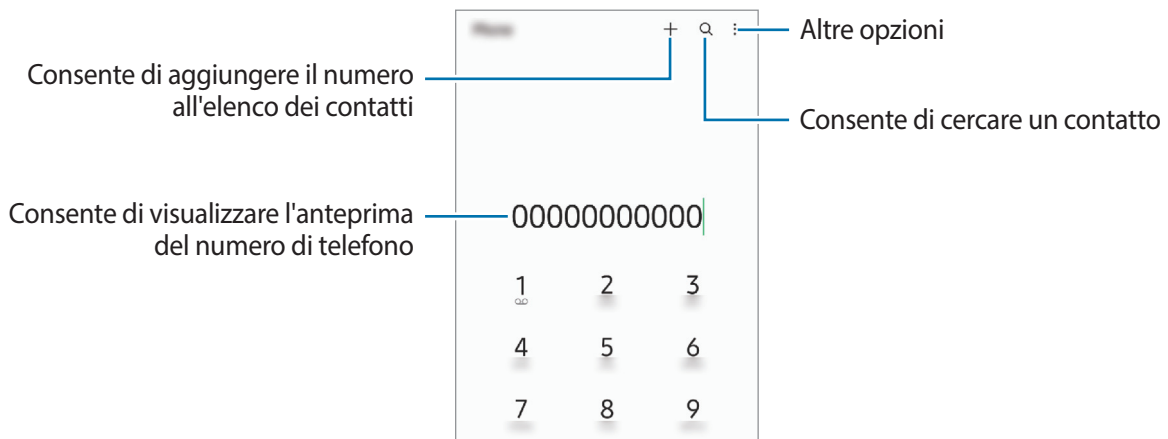 Altre opzioni
Consente di aggiungere il numero
all'elenco dei contatti
Consente di cercare un contatto
Consente di visualizzare l'anteprima
del numero di telefono
00000000000
1 2 3
4 5 6
7 8 9